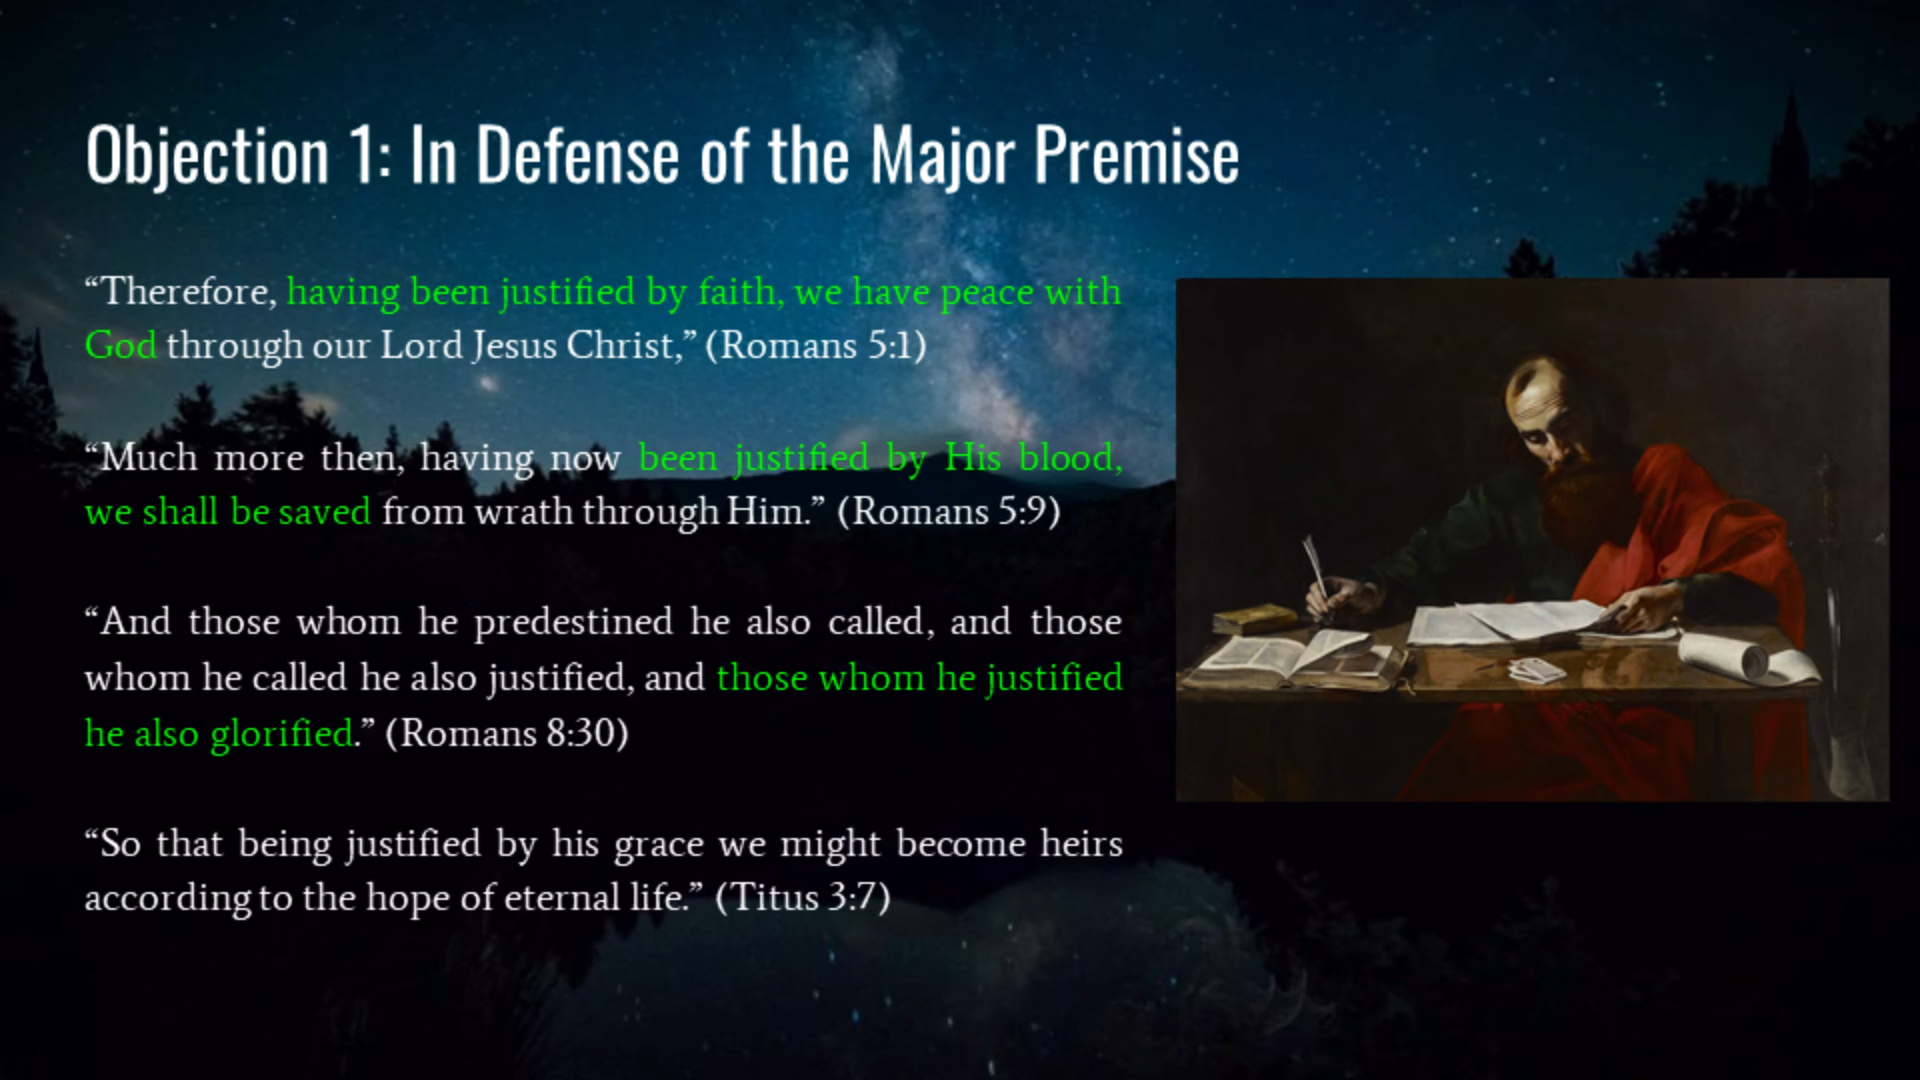 Objection 1: In Defense of the Major Premise
“Therefore, having been justified by faith, we have peace with
God through our Lord Jesus Christ,” (Romans 5:1)
“Much more then, having now been justified by His blood,
we shall be saved from wrath through Him.” (Romans 5:9)
“And those whom he predestined he also called, and those
whom he called he also justified, and those whom he justified
he also glorified.” (Romans 8:30)
“So that being justified by his grace we might become heirs
according to the hope of eternal life.” (Titus 3:7)